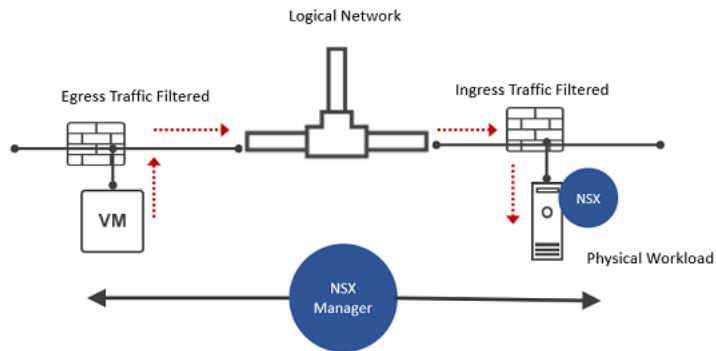 Logical Network
Egress Traffic Filtered
Ingress Traffic Filtered
VM
NSX
Physical Workload
NSX
Manager